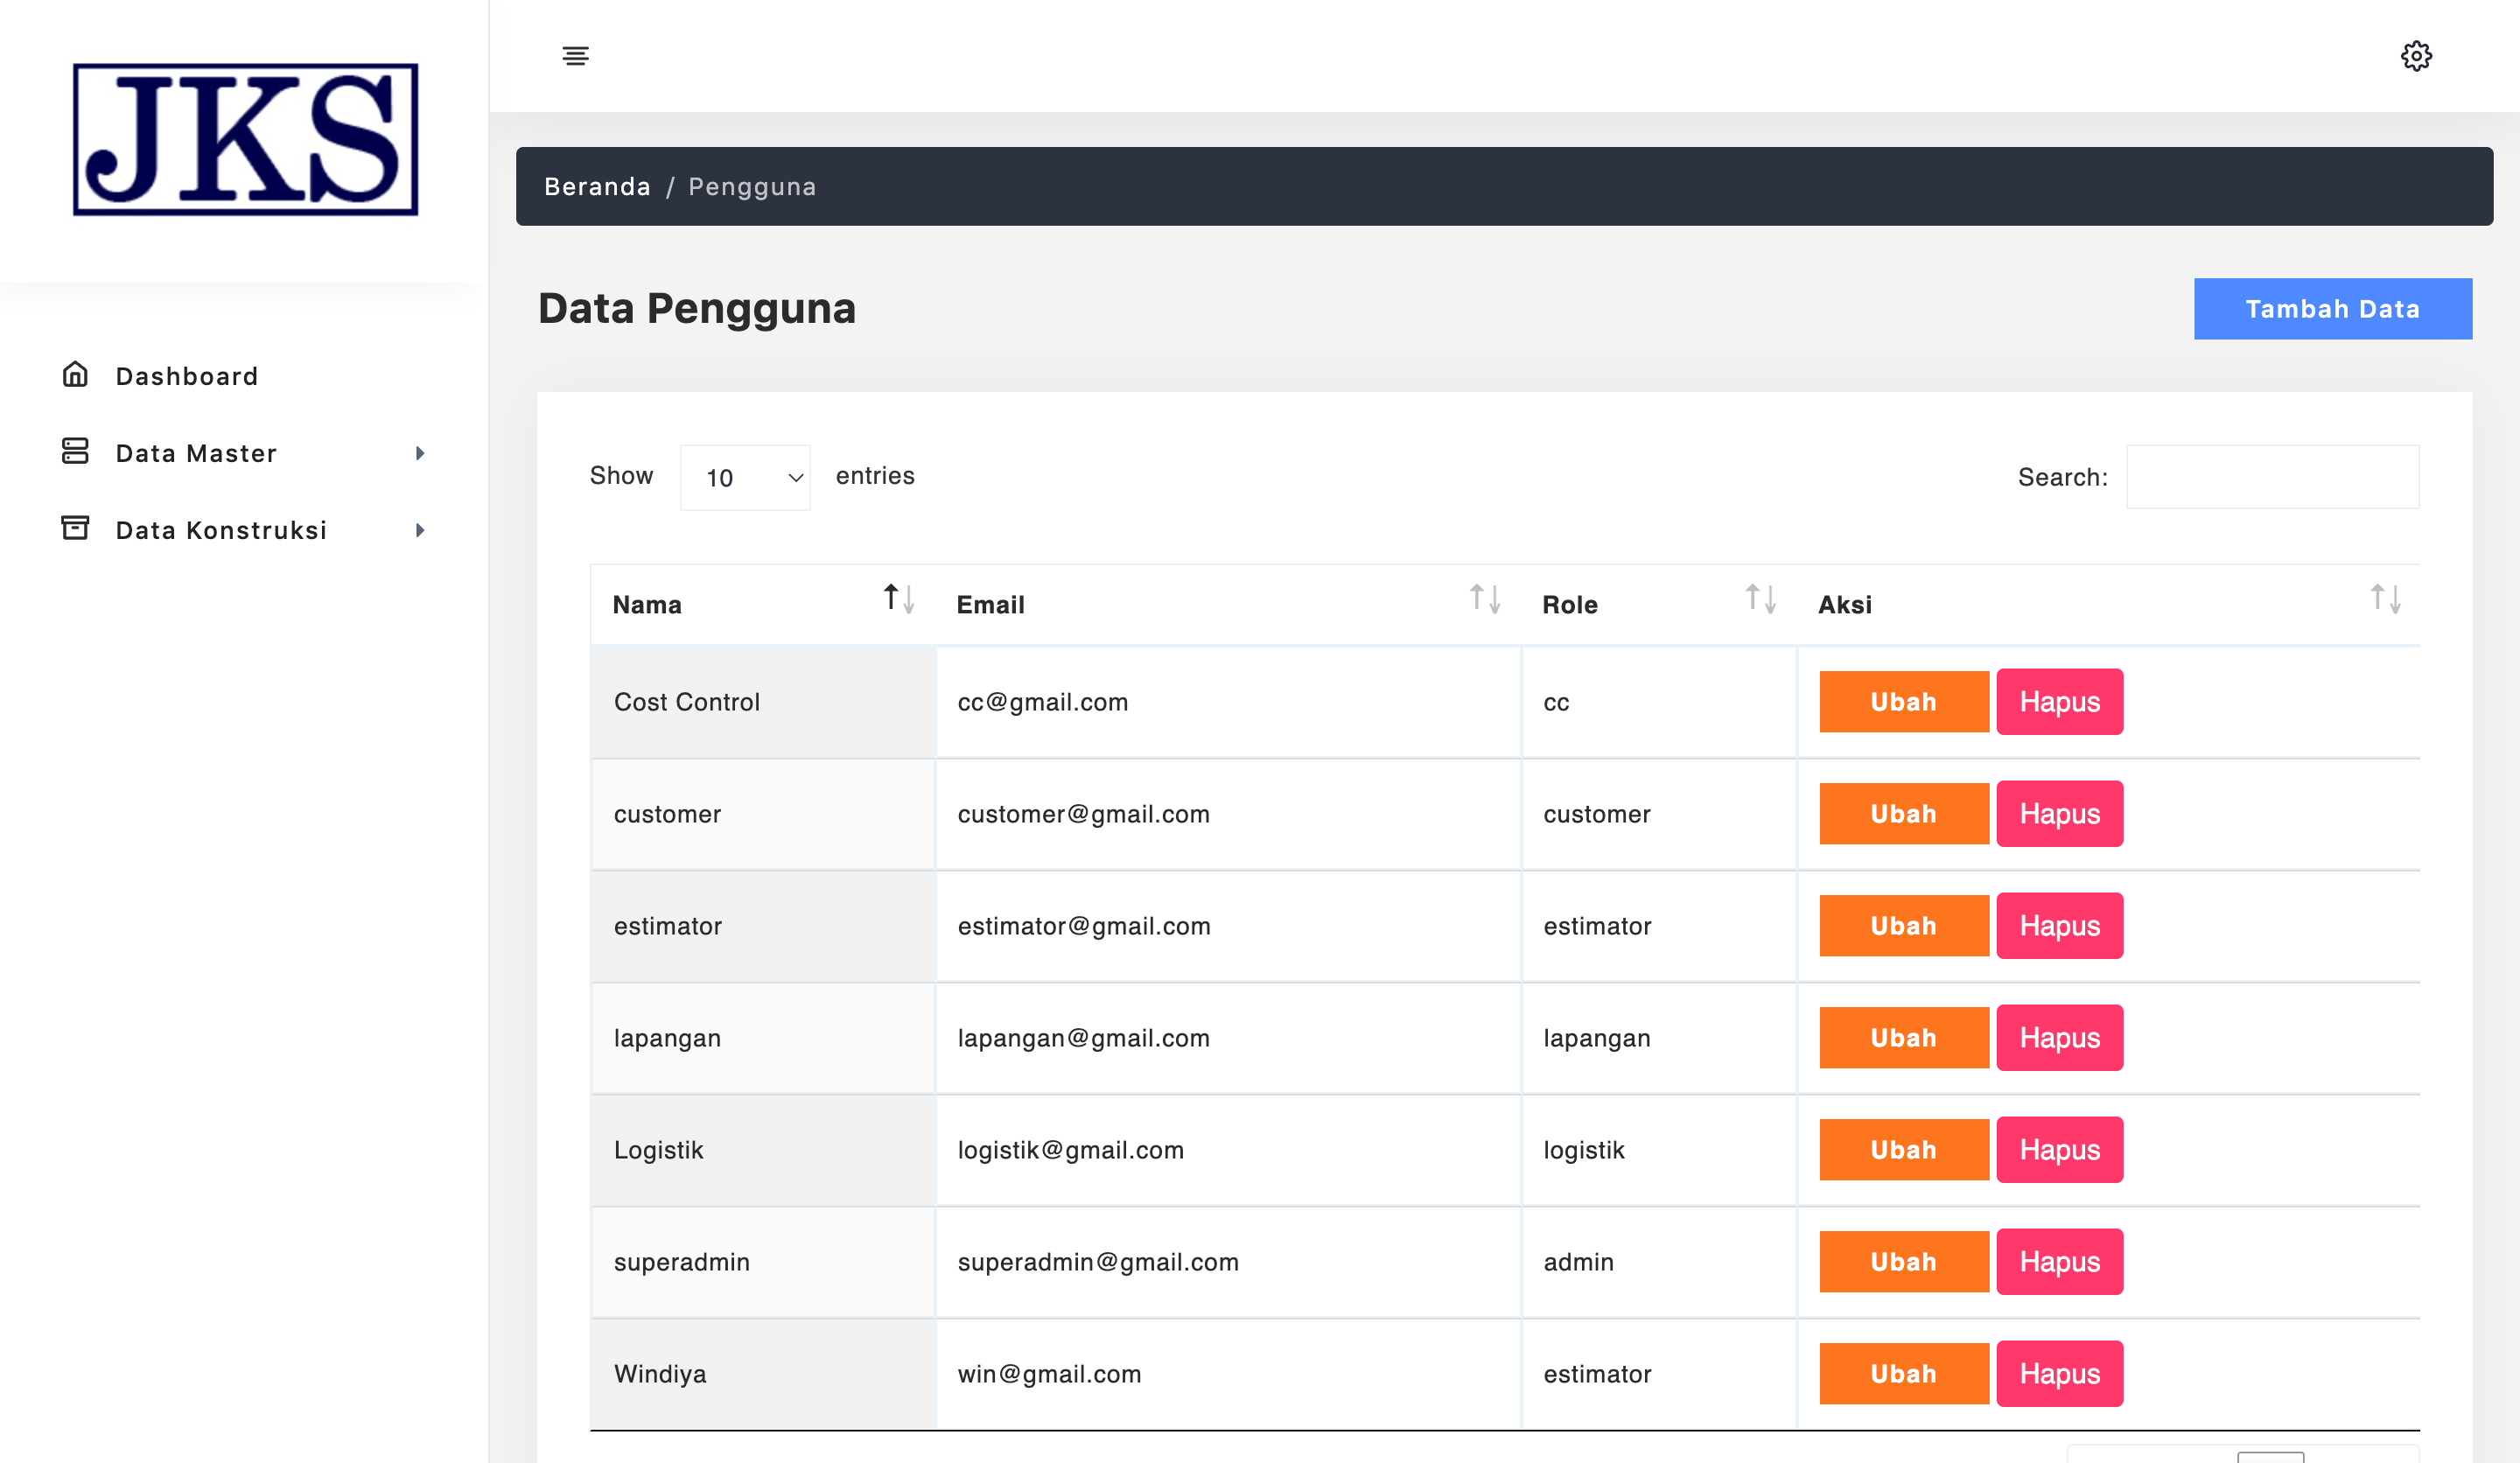 JKS
Dashboard
Data Master
Data Konstruksi
Beranda / Pengguna
Data Pengguna
Tambah Data
Show 10 entries
Search:
Nama Email Role Aksi
Cost Control cc@gmail.com cc Ubah Hapus
customer customer@gmail.com customer Ubah Hapus
estimator estimator@gmail.com estimator Ubah Hapus
lapangan lapangan@gmail.com lapangan Ubah Hapus
Logistik logistik@gmail.com logistik Ubah Hapus
superadmin superadmin@gmail.com admin Ubah Hapus
Windiya win@gmail.com estimator Ubah Hapus